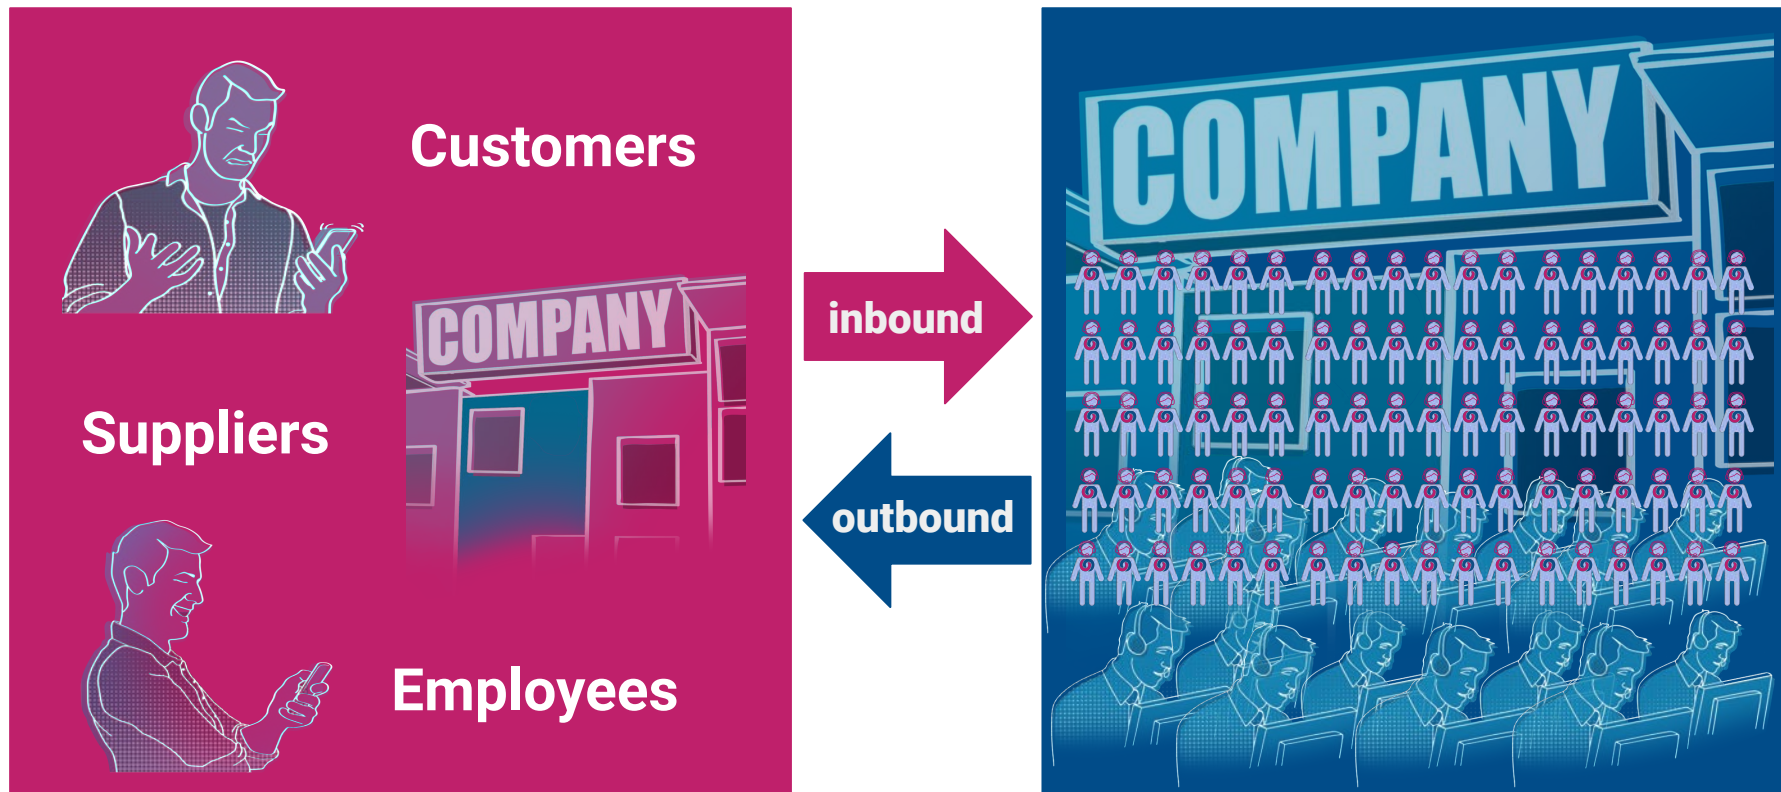 Customers
COMPANY
Suppliers
Employees
inbound
outbound
COMPANY